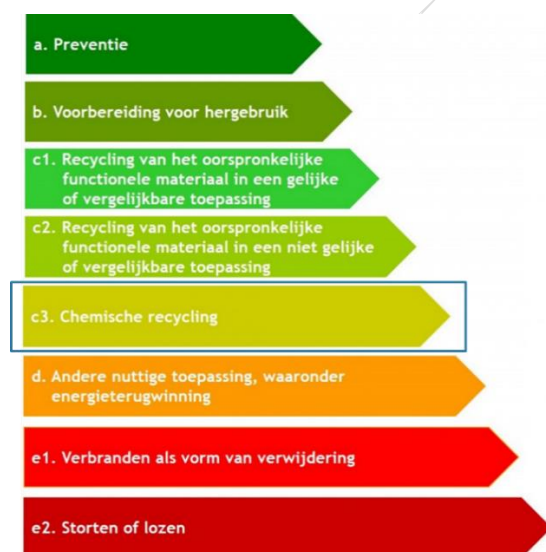 a. Preventie
b. Voorbereiding voor hergebruik
c1. Recycling van het oorspronkelijke
functionele materiaal in een gelijke
of vergelijkbare toepassing
c2. Recycling van het oorspronkelijke
functionele materiaal in een niet gelijke
of vergelijkbare toepassing
c3. Chemische recycling
d. Andere nuttige toepassing, waaronder
energieterugwinning
e1. Verbranden als vorm van verwijdering
e2. Storten of lozen